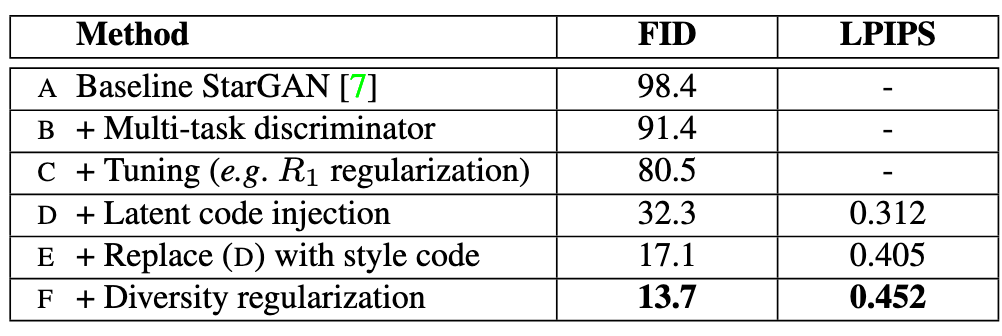 Method FID LPIPS
A Baseline StarGAN [7] 98.4 -
B + Multi-task discriminator 91.4 -
C + Tuning (e.g. R₁ regularization) 80.5 -
D + Latent code injection 32.3 0.312
E + Replace (D) with style code 17.1 0.405
F + Diversity regularization 13.7 0.452